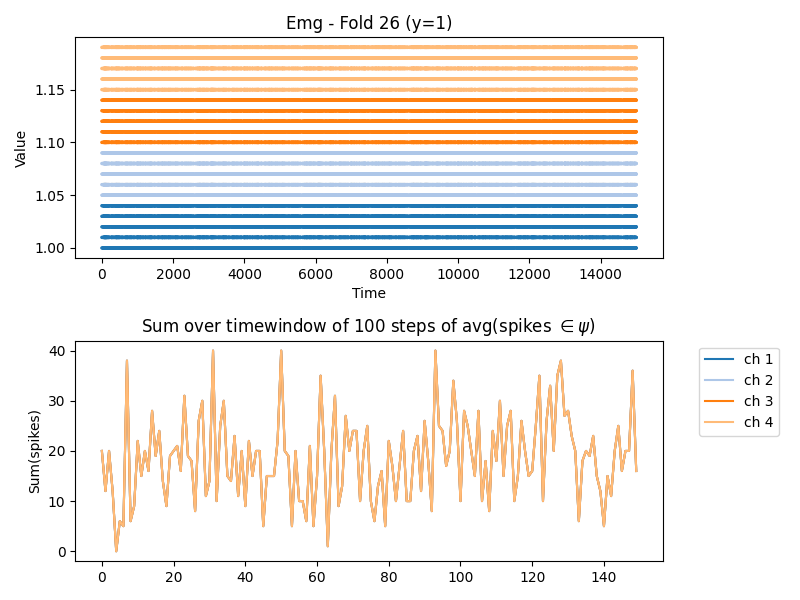 Emg - Fold 26 (y=1)
1.15
1.10
1.05
1.00
Value
0 2000 4000 6000 8000 10000 12000 14000
Time
Sum over timewindow of 100 steps of avg(spikes ∈ψ)
40
30
20
10
0
Sum(spikes)
0 20 40 60 80 100 120 140
ch 1
ch 2
ch 3
ch 4